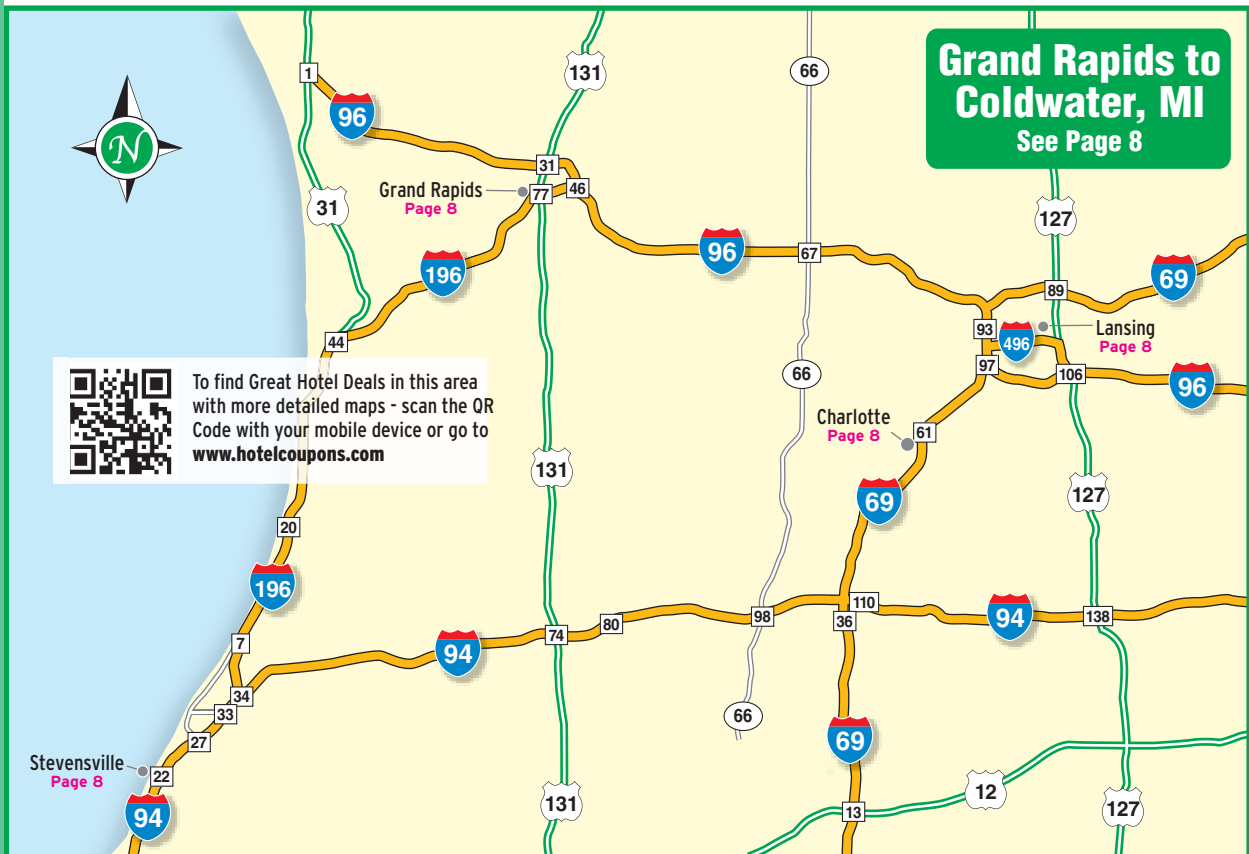 Grand Rapids to
Coldwater, MI
See Page 8
1
131
66
96
N
31
Grand Rapids
Page 8
77
46
31
127
196
96
67
69
89
44
93
496
Lansing
Page 8
97
106
96
66
To find Great Hotel Deals in this area
with more detailed maps - scan the QR
Code with your mobile device or go to
www.hotelcoupons.com
Charlotte
Page 8
61
131
69
127
20
196
110
98
80
36
94
138
74
7
94
34
33
66
27
69
Stevensville
Page 8
22
94
12
131
13
127